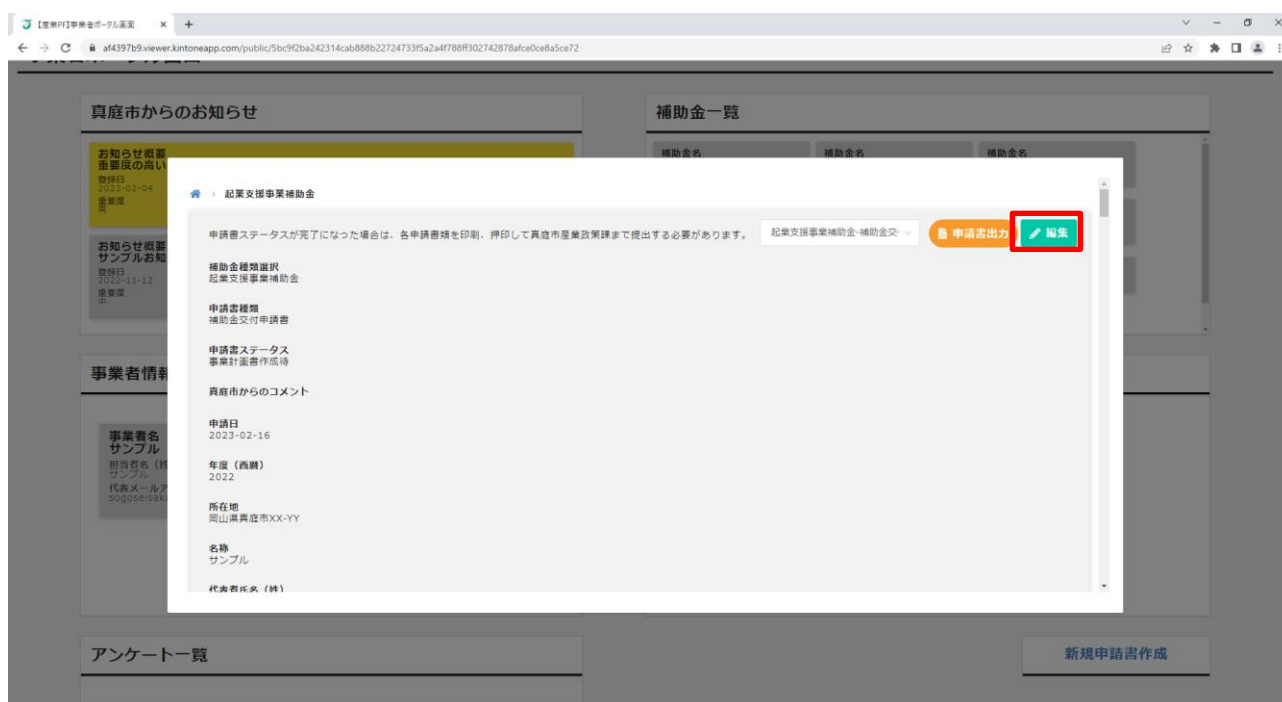 【産業PF】事業者ポータル画面
af4397b9.viewer.kintoneapp.com/public/5bc9f2ba242314cab888b22724733f5a2a4f788ff302742878afce0ce8a5ce72
真庭市からのお知らせ
補助金一覧
お知らせ概要
重要度の高い
登録日
2023-02-04
重要度
高
補助金名
補助金名
補助金名
お知らせ概要
サンプルお知
登録日
2022-11-12
重要度
中
起業支援事業補助金
申請書ステータスが完了になった場合は、各申請書類を印刷、押印して真庭市産業政策課まで提出する必要があります。
起業支援事業補助金-補助金交
申請書出力
編集
補助金種類選択
起業支援事業補助金
申請書種類
補助金交付申請書
申請書ステータス
事業計画書作成待
真庭市からのコメント
申請日
2023-02-16
年度（西暦）
2022
所在地
岡山県真庭市XX-YY
名称
サンプル
代表者氏名（姓）
事業者情報
事業者名
サンプル
担当者名（姓
サンプル
代表メールア
sogoseisak
アンケート一覧
新規申請書作成